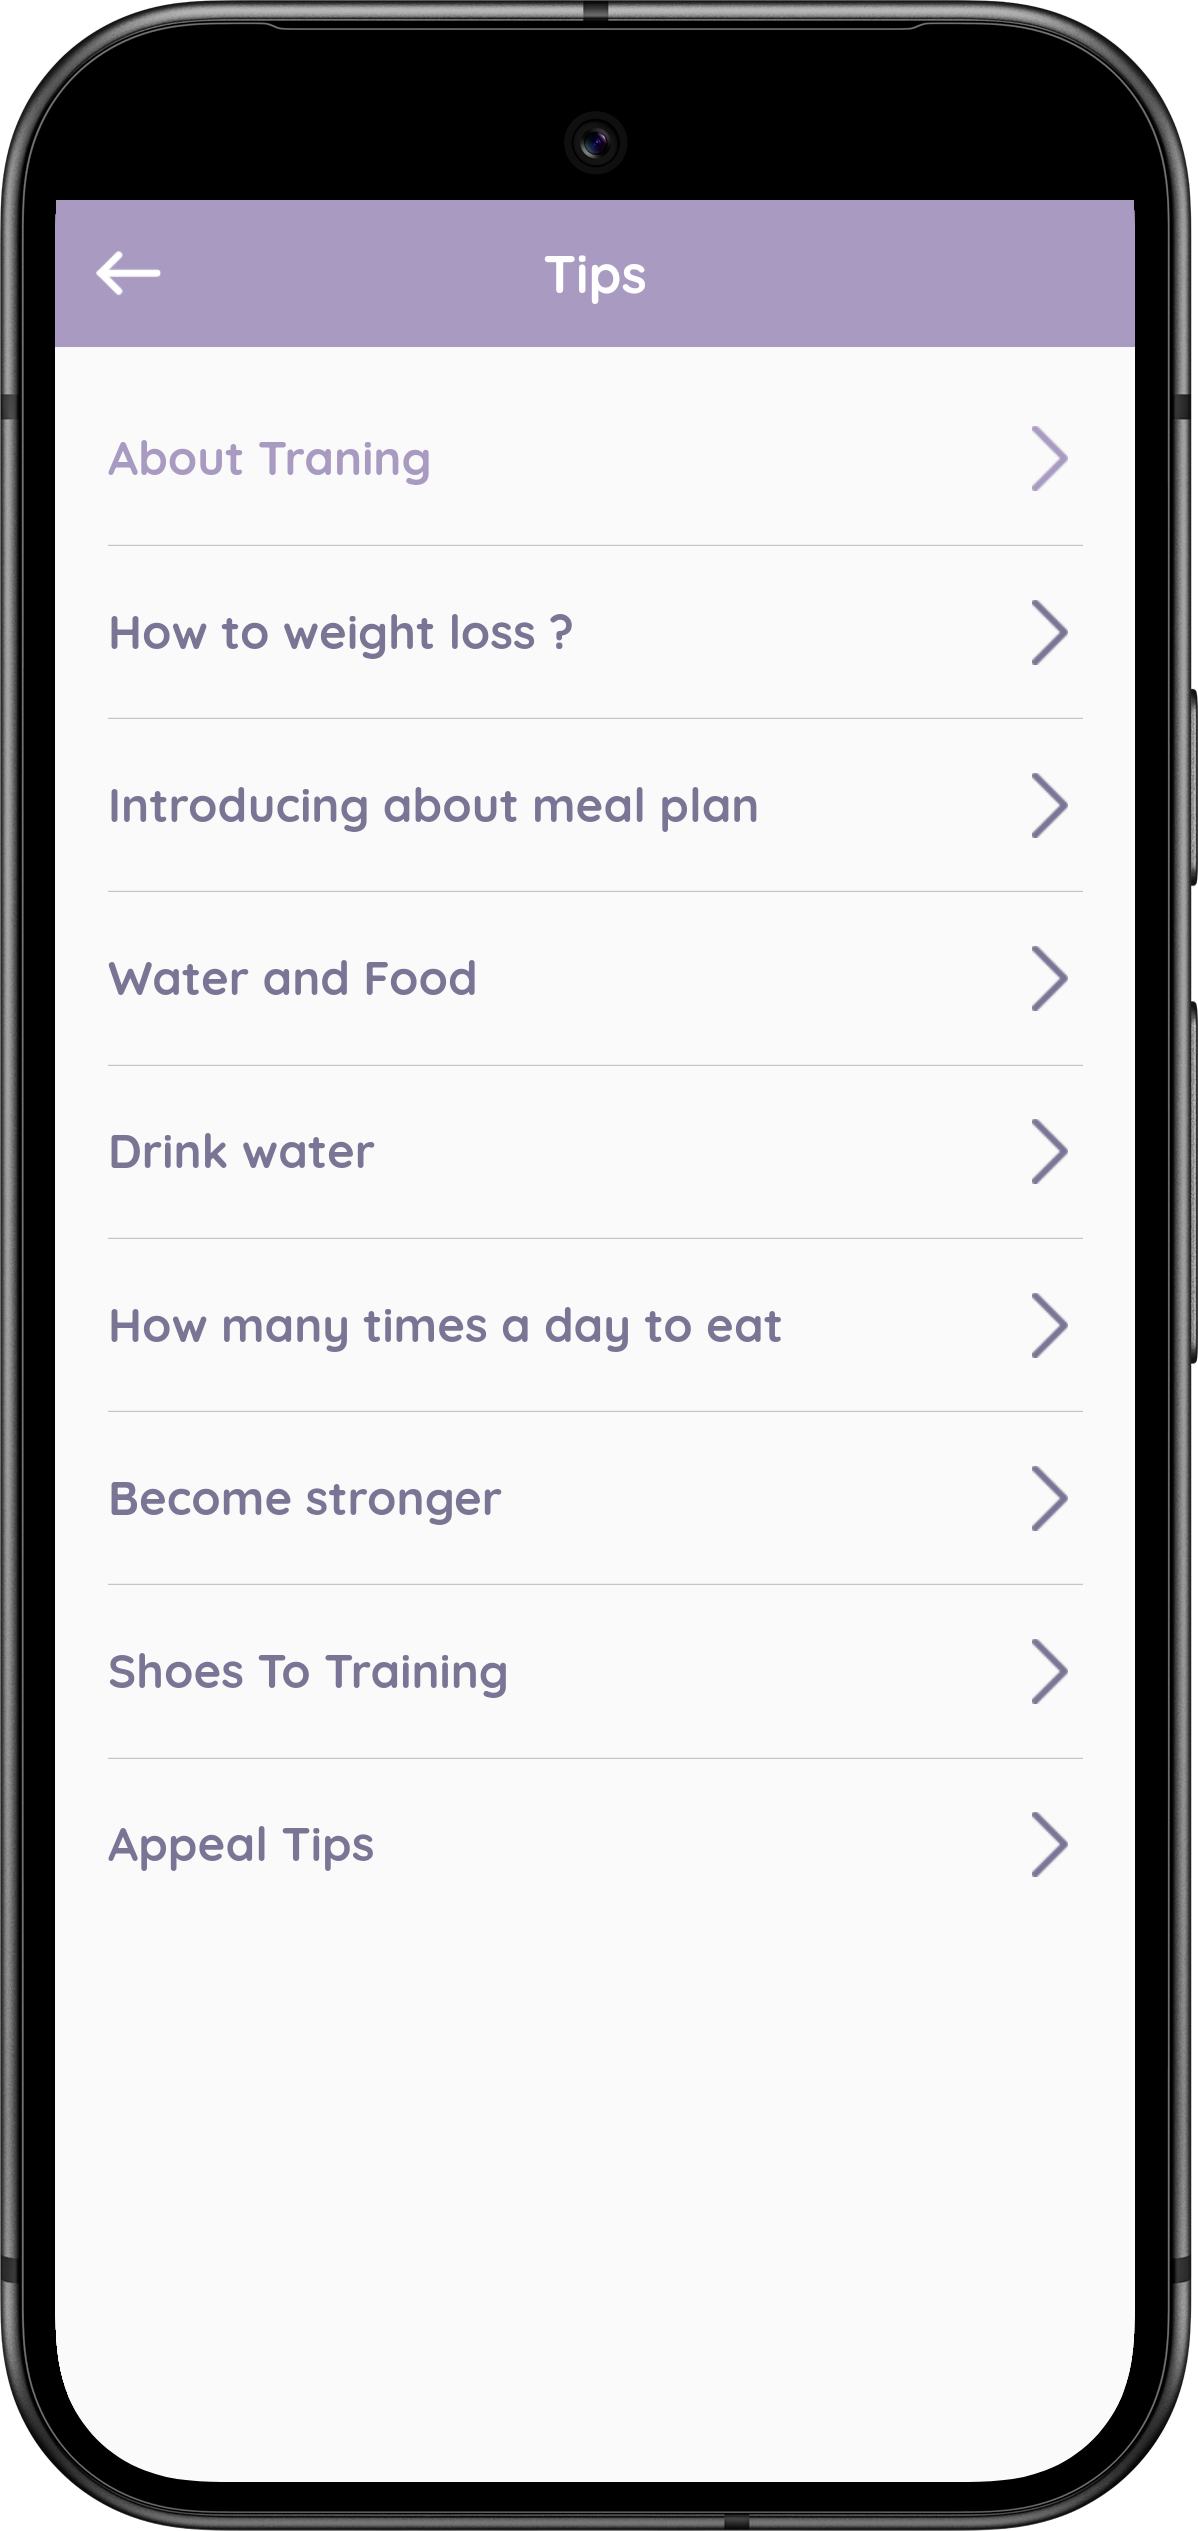 Tips
About Traning
How to weight loss ?
Introducing about meal plan
Water and Food
Drink water
How many times a day to eat
Become stronger
Shoes To Training
Appeal Tips